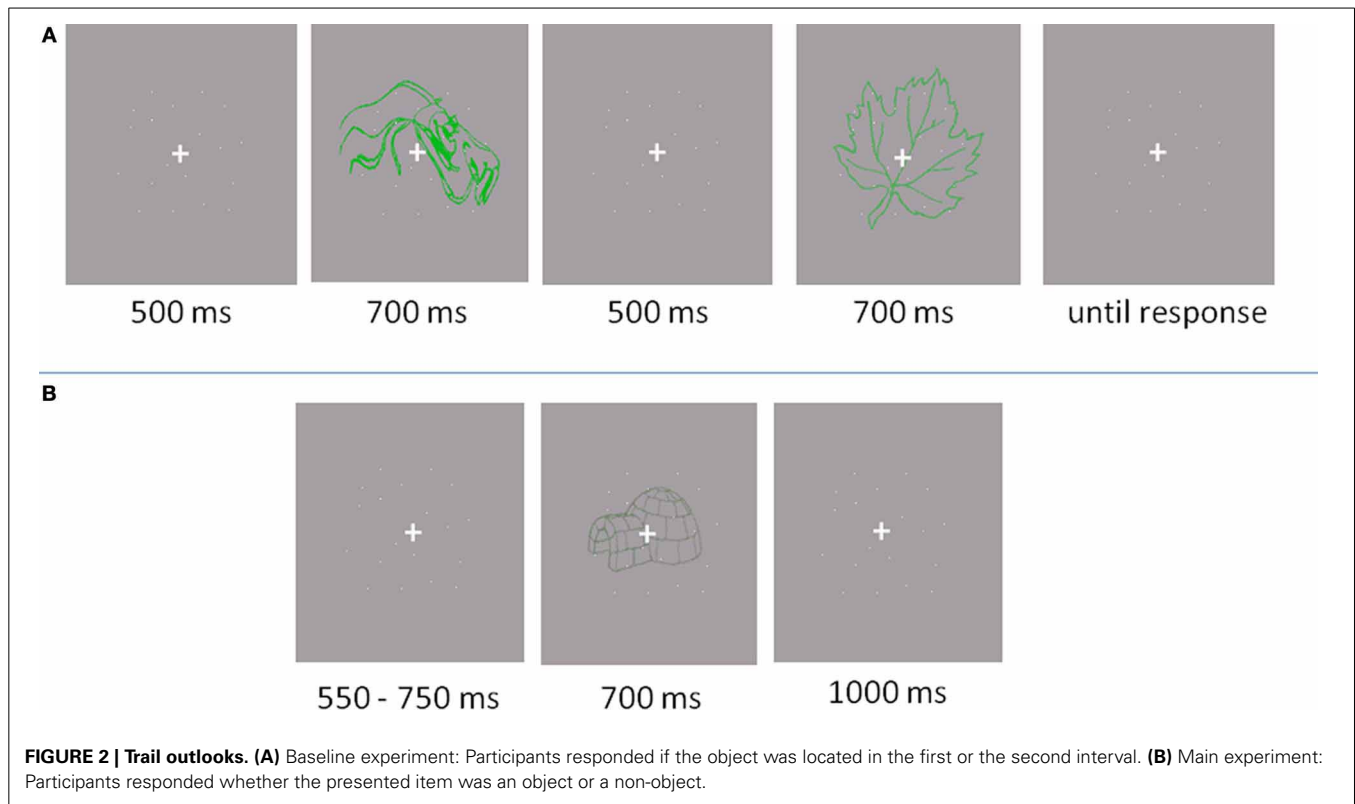 A
500 ms
700 ms
500 ms
700 ms
until response
B
550 - 750 ms
700 ms
1000 ms
FIGURE 2 | Trail outlooks. (A) Baseline experiment: Participants responded if the object was located in the first or the second interval. (B) Main experiment:
Participants responded whether the presented item was an object or a non-object.